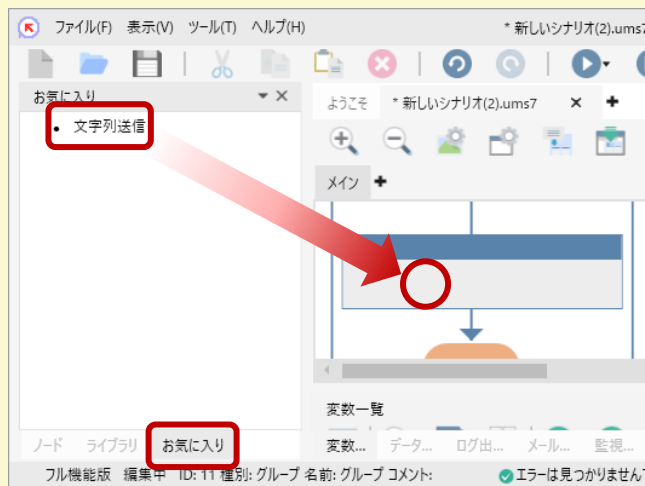 ファイル(F) 表示(V) ツール(T) ヘルプ(H) * 新しいシナリオ(2).ums7
お気に入り
ようこそ * 新しいシナリオ(2).ums7
・ 文字列送信
メイン
変数一覧
ノード ライブラリ お気に入り
変数... データ... ログ出... メール... 監視...
フル機能版 編集中 ID: 11 種別: グループ 名前: グループ コメント: エラーは見つかりません